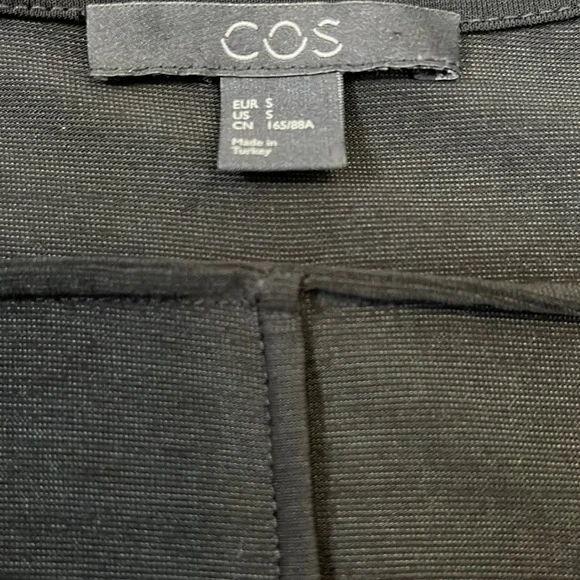 COS
EUR S
US S
CN 165/88A
Made in
Turkey